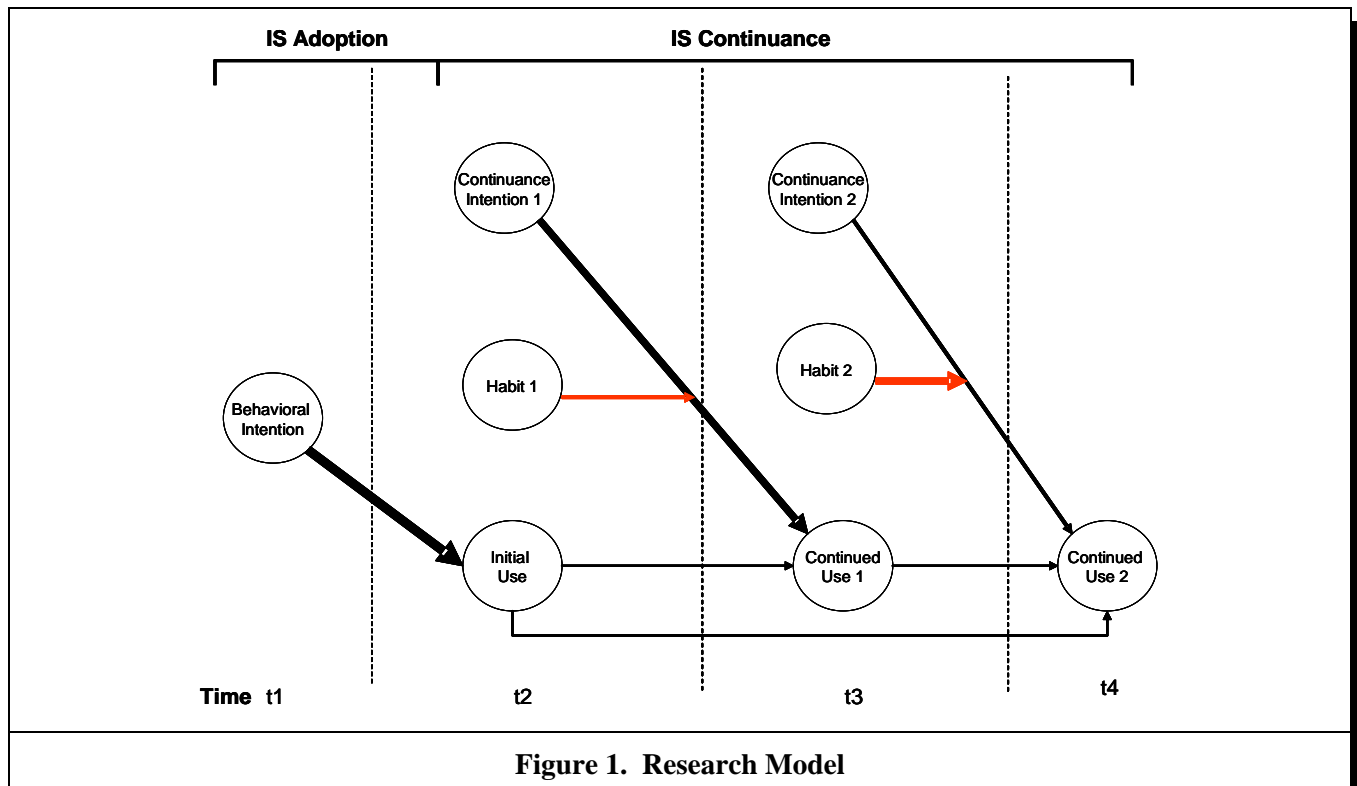 IS Adoption
IS Continuance
Continuance
Intention 1
Continuance
Intention 2
Habit 1
Habit 2
Behavioral
Intention
Initial
Use
Continued
Use 1
Continued
Use 2
Time t1
t2
t3
t4
Figure 1. Research Model